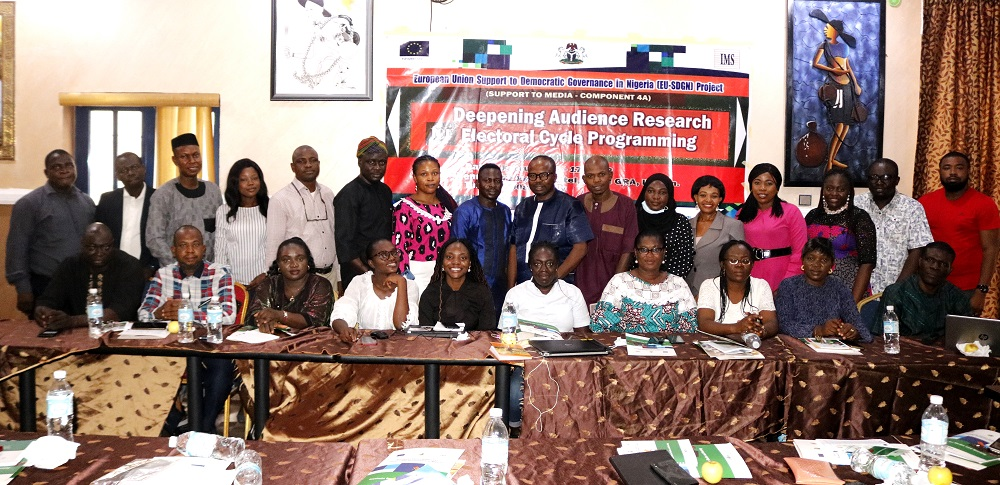 IMS
European Union Support to Democratic Governance in Nigeria (EU-SDGN) Project
(SUPPORT TO MEDIA - COMPONENT 4A)
Deepening Audience Research
Electoral Cycle Programming
GRA,